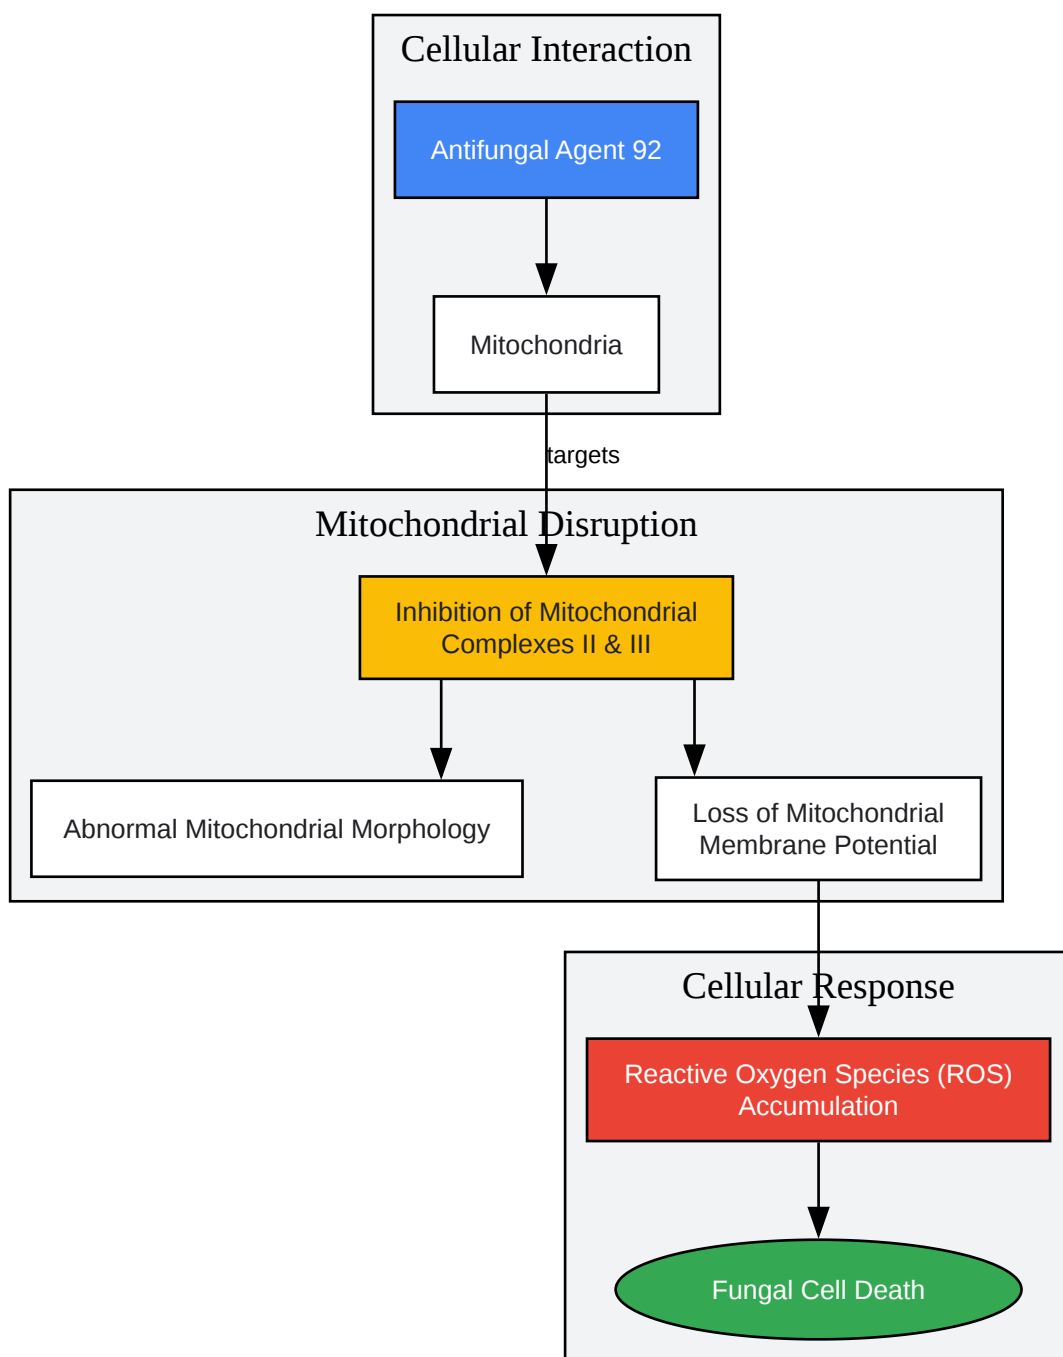 Cellular Interaction
Antifungal Agent 92
Mitochondria
targets
Mitochondrial Disruption
Inhibition of Mitochondrial
Complexes II & III
Abnormal Mitochondrial Morphology
Loss of Mitochondrial
Membrane Potential
Cellular Response
Reactive Oxygen Species (ROS)
Accumulation
Fungal Cell Death